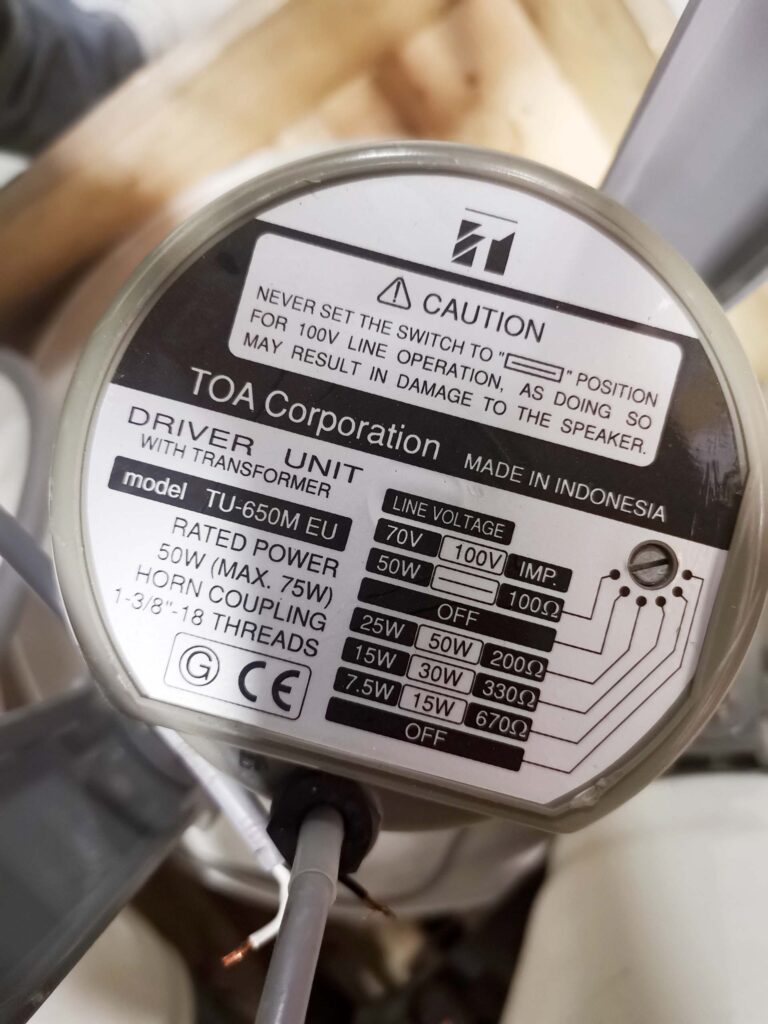 CAUTION
NEVER SET THE SWITCH TO "▭" POSITION
FOR 100V LINE OPERATION, AS DOING SO
MAY RESULT IN DAMAGE TO THE SPEAKER.
TOA Corporation MADE IN INDONESIA
DRIVER UNIT
WITH TRANSFORMER
model TU-650M EU
RATED POWER
50W (MAX. 75W)
HORN COUPLING
1-3/8"-18 THREADS
G CE
LINE VOLTAGE
70V 100V IMP.
50W 100Ω
OFF
25W 50W 200Ω
15W 30W 330Ω
7.5W 15W 670Ω
OFF